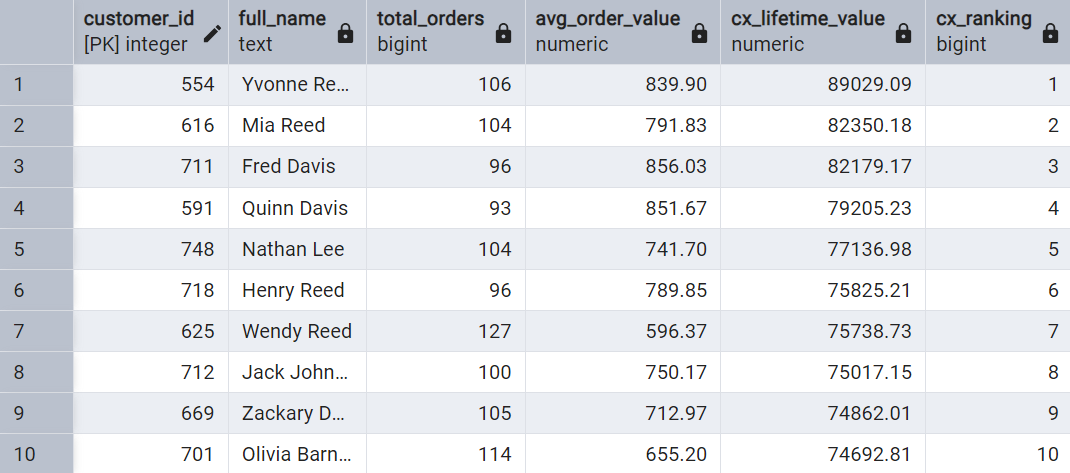 customer_id full_name total_orders avg_order_value cx_lifetime_value cx_ranking
[PK] integer text bigint numeric numeric bigint
1 554 Yvonne Re... 106 839.90 89029.09 1
2 616 Mia Reed 104 791.83 82350.18 2
3 711 Fred Davis 96 856.03 82179.17 3
4 591 Quinn Davis 93 851.67 79205.23 4
5 748 Nathan Lee 104 741.70 77136.98 5
6 718 Henry Reed 96 789.85 75825.21 6
7 625 Wendy Reed 127 596.37 75738.73 7
8 712 Jack John... 100 750.17 75017.15 8
9 669 Zackary D... 105 712.97 74862.01 9
10 701 Olivia Barn... 114 655.20 74692.81 10